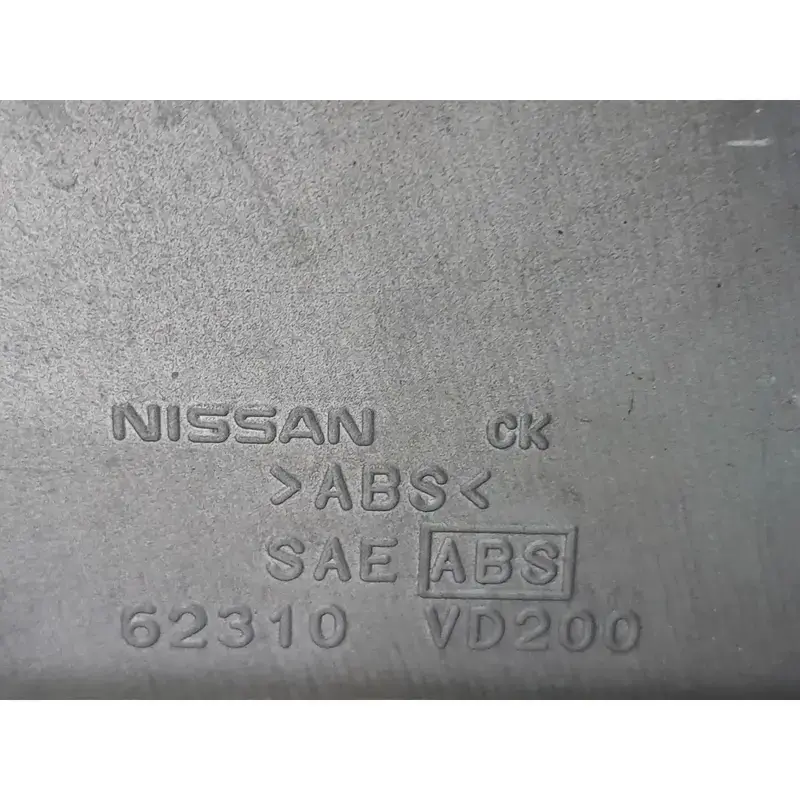 NISSAN CK
>ABS<
SAE ABS
62310 VD200